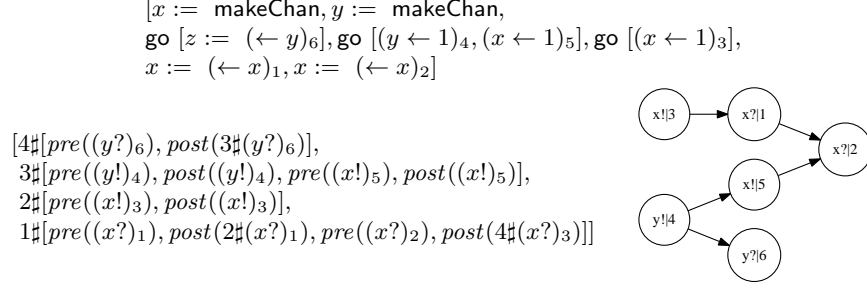 [x := makeChan, y := makeChan,
go [z := (← y)₆], go [(y ← 1)₄, (x ← 1)₅], go [(x ← 1)₃],
x := (← x)₁, x := (← x)₂]
[4♯[pre((y?)₆), post(3♯(y?)₆)],
3♯[pre((y!)₄), post((y!)₄), pre((x!)₅), post((x!)₅)],
2♯[pre((x!)₃), post((x!)₃)],
1♯[pre((x?)₁), post(2♯(x?)₁), pre((x?)₂), post(4♯(x?)₃)]]
x!|3
x?|1
x?|2
x!|5
y!|4
y?|6